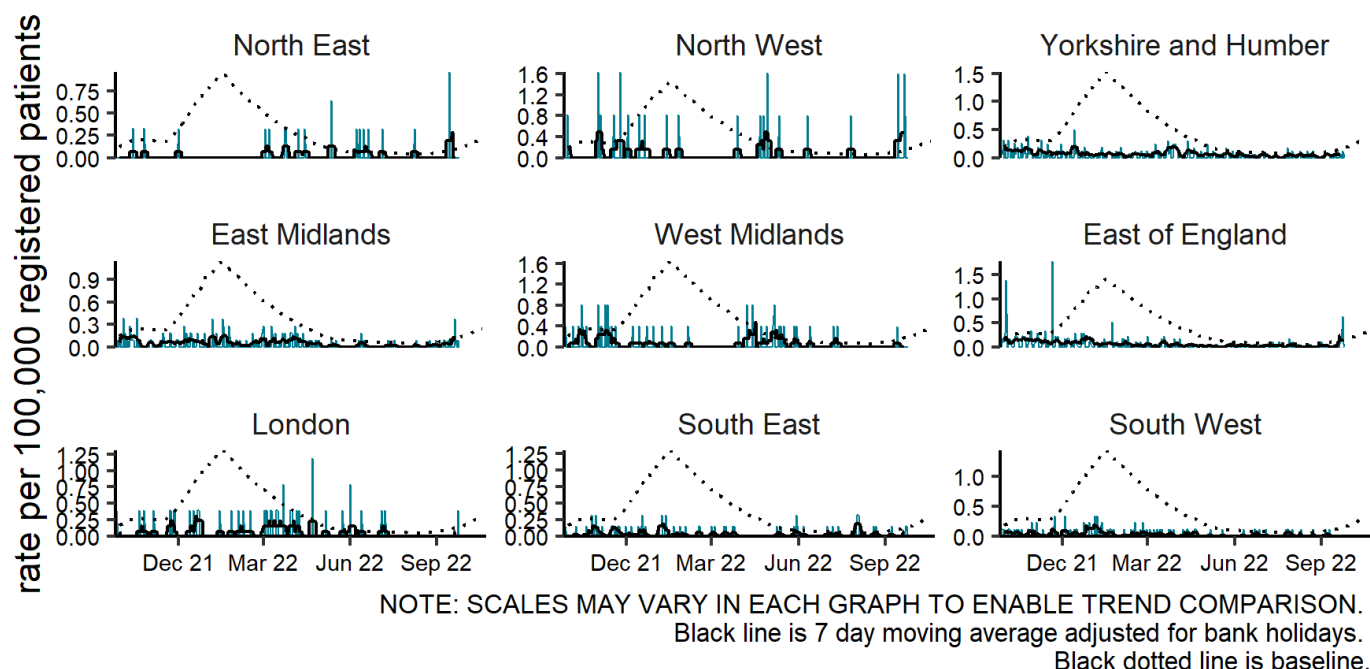 rate per 100,000 registered patients
North East
0.75
0.50
0.25
0.00
North West
1.6
1.2
0.8
0.4
0.0
Yorkshire and Humber
1.5
1.0
0.5
0.0
East Midlands
0.9
0.6
0.3
0.0
West Midlands
1.6
1.2
0.8
0.4
0.0
East of England
1.5
1.0
0.5
0.0
London
1.25
1.00
0.75
0.50
0.25
0.00
Dec 21 Mar 22 Jun 22 Sep 22
South East
1.25
1.00
0.75
0.50
0.25
0.00
Dec 21 Mar 22 Jun 22 Sep 22
South West
1.0
0.5
0.0
Dec 21 Mar 22 Jun 22 Sep 22
NOTE: SCALES MAY VARY IN EACH GRAPH TO ENABLE TREND COMPARISON.
Black line is 7 day moving average adjusted for bank holidays.
Black dotted line is baseline.